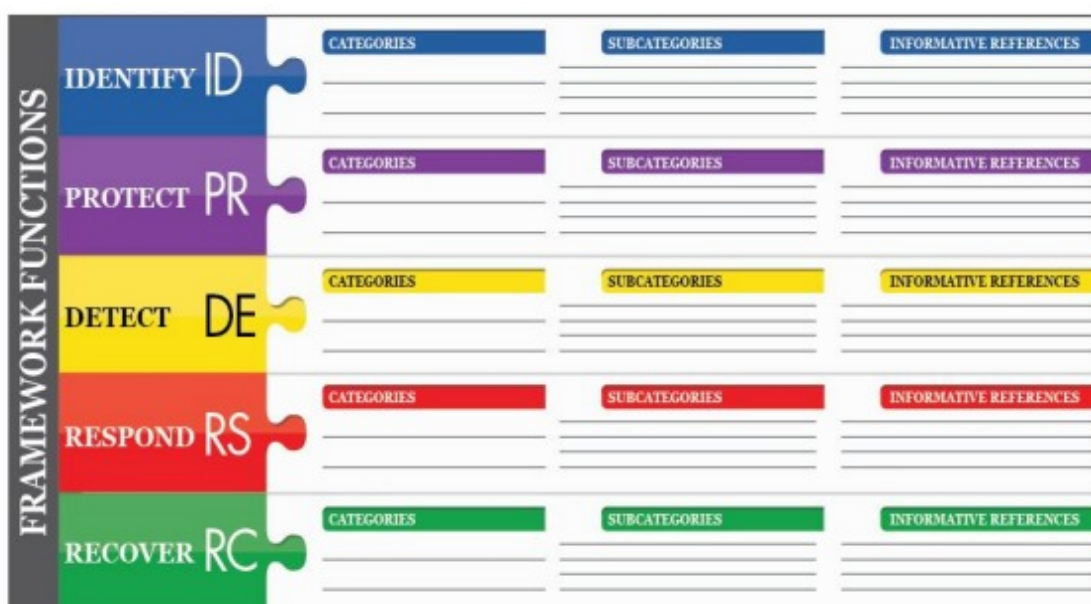 FRAMEWORK FUNCTIONS
IDENTIFY ID
CATEGORIES
SUBCATEGORIES
INFORMATIVE REFERENCES
PROTECT PR
CATEGORIES
SUBCATEGORIES
INFORMATIVE REFERENCES
DETECT DE
CATEGORIES
SUBCATEGORIES
INFORMATIVE REFERENCES
RESPOND RS
CATEGORIES
SUBCATEGORIES
INFORMATIVE REFERENCES
RECOVER RC
CATEGORIES
SUBCATEGORIES
INFORMATIVE REFERENCES